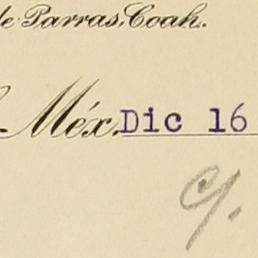 de Parras, Coah.
Méx. Dic 16